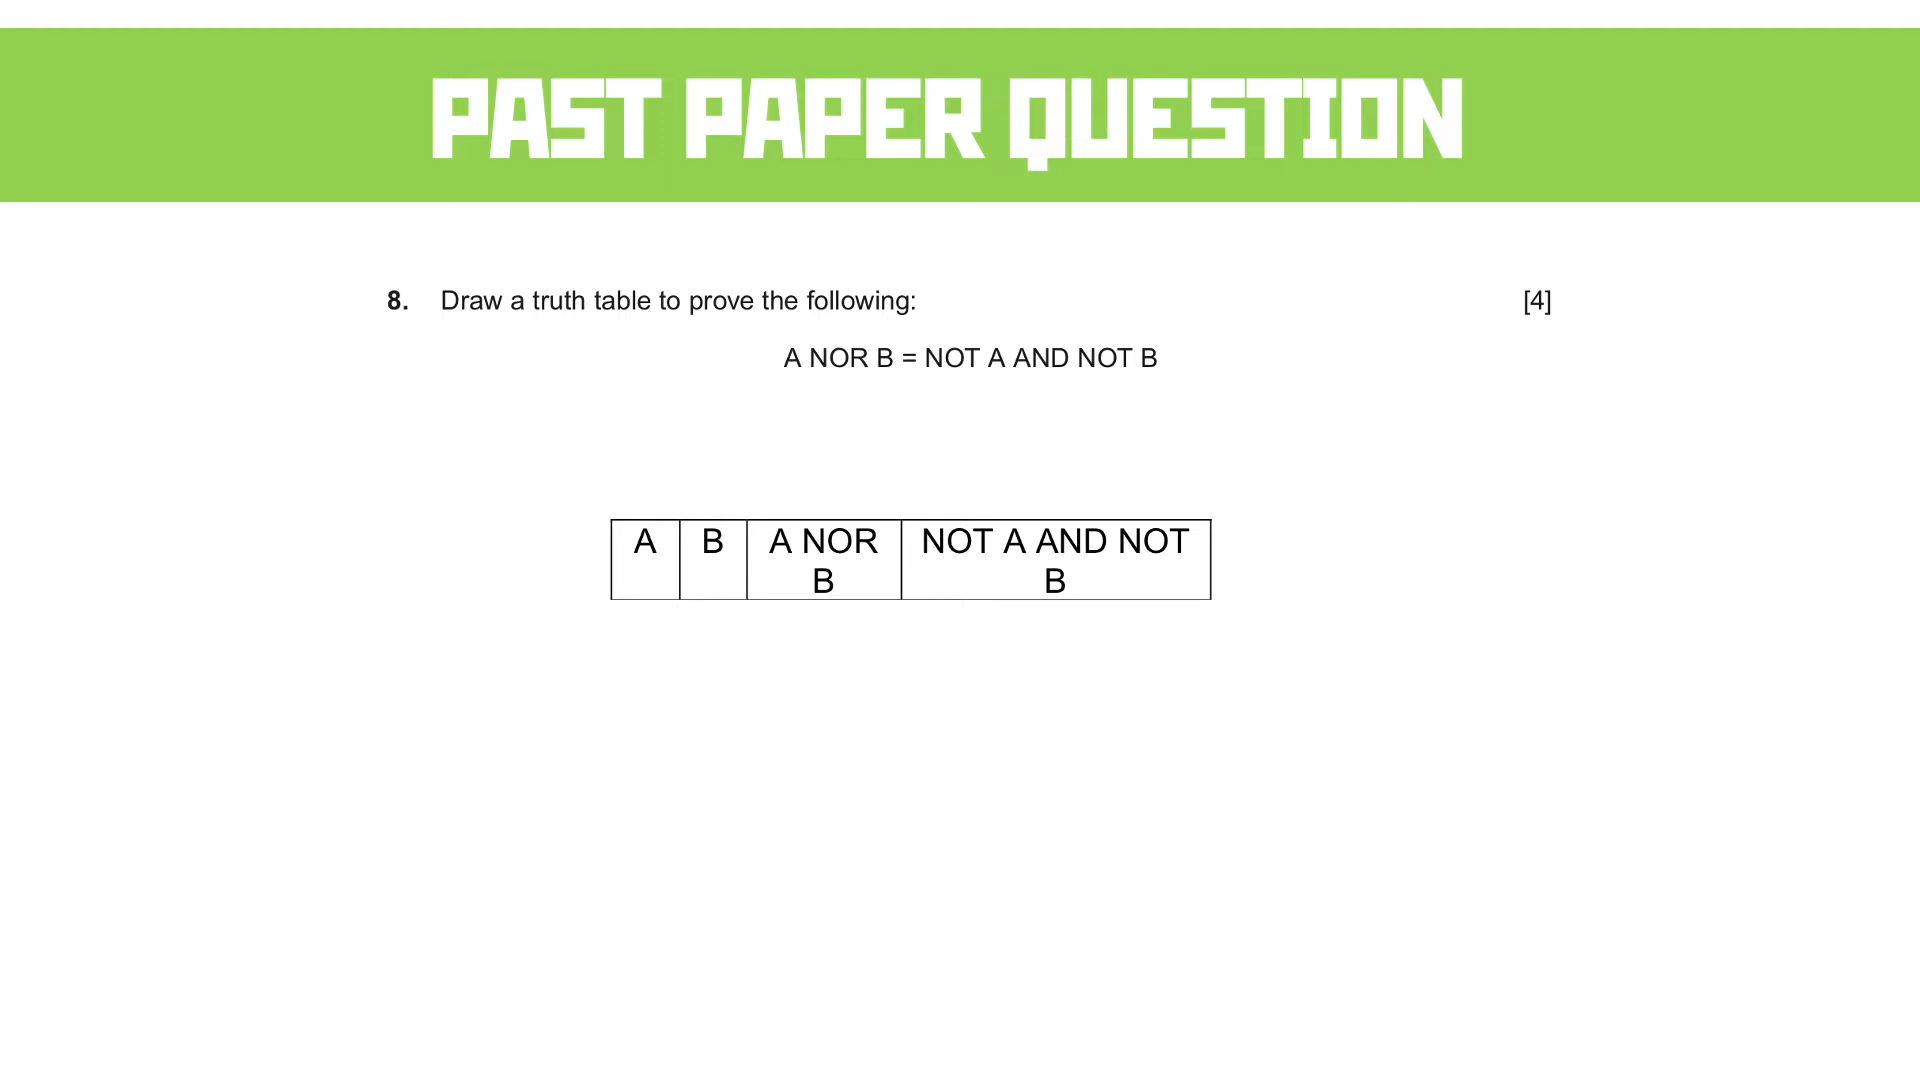 PAST PAPER QUESTION
8. Draw a truth table to prove the following: [4]
A NOR B = NOT A AND NOT B
A B A NOR NOT A AND NOT
B B